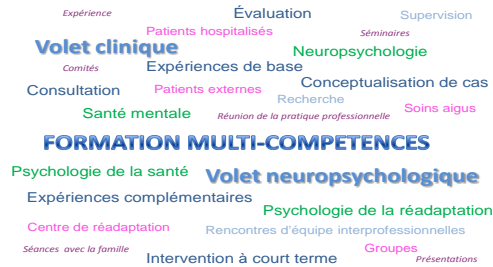 Expérience Évaluation Supervision
Patients hospitalisés Séminaires
Volet clinique Neuropsychologie
Comités Expériences de base
Consultation Patients externes Conceptualisation de cas
Recherche
Santé mentale Réunion de la pratique professionnelle Soins aigus
FORMATION MULTI-COMPETENCES
Psychologie de la santé Volet neuropsychologique
Expériences complémentaires
Psychologie de la réadaptation
Centre de réadaptation Rencontres d'équipe interprofessionnelles
Séances avec la famille Groupes
Intervention à court terme Présentations